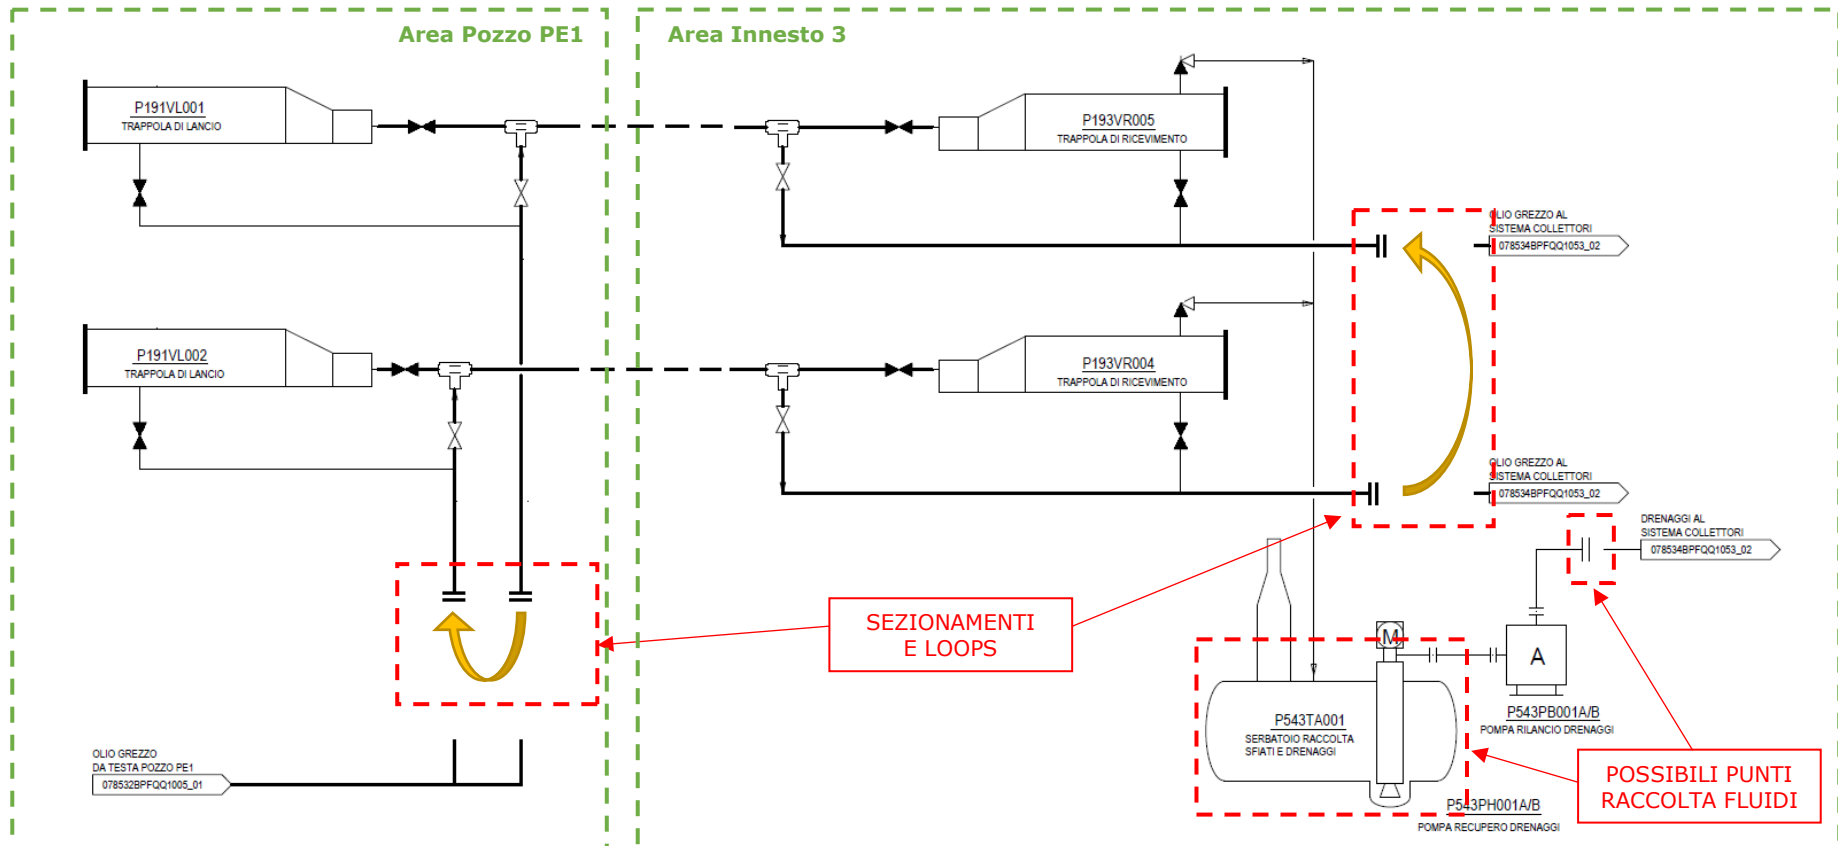 Area Pozzo PE1
Area Innesto 3
P191VL001
TRAPPOLA DI LANCIO
P193VR005
TRAPPOLA DI RICEVIMENTO
OLIO GREZZO AL
SISTEMA COLLETTORI
078534BPFQQ1053_02
P191VL002
TRAPPOLA DI LANCIO
P193VR004
TRAPPOLA DI RICEVIMENTO
OLIO GREZZO AL
SISTEMA COLLETTORI
078534BPFQQ1053_02
DRENAGGI AL
SISTEMA COLLETTORI
078534BPFQQ1053_02
SEZIONAMENTI
E LOOPS
M
A
P543PB001A/B
POMPA RILANCIO DRENAGGI
P543TA001
SERBATOIO RACCOLTA
SFIATI E DRENAGGI
OLIO GREZZO
DA TESTA POZZO PE1
078532BPFQQ1005_01
POSSIBILI PUNTI
RACCOLTA FLUIDI
P543PH001A/B
POMPA RECUPERO DRENAGGI